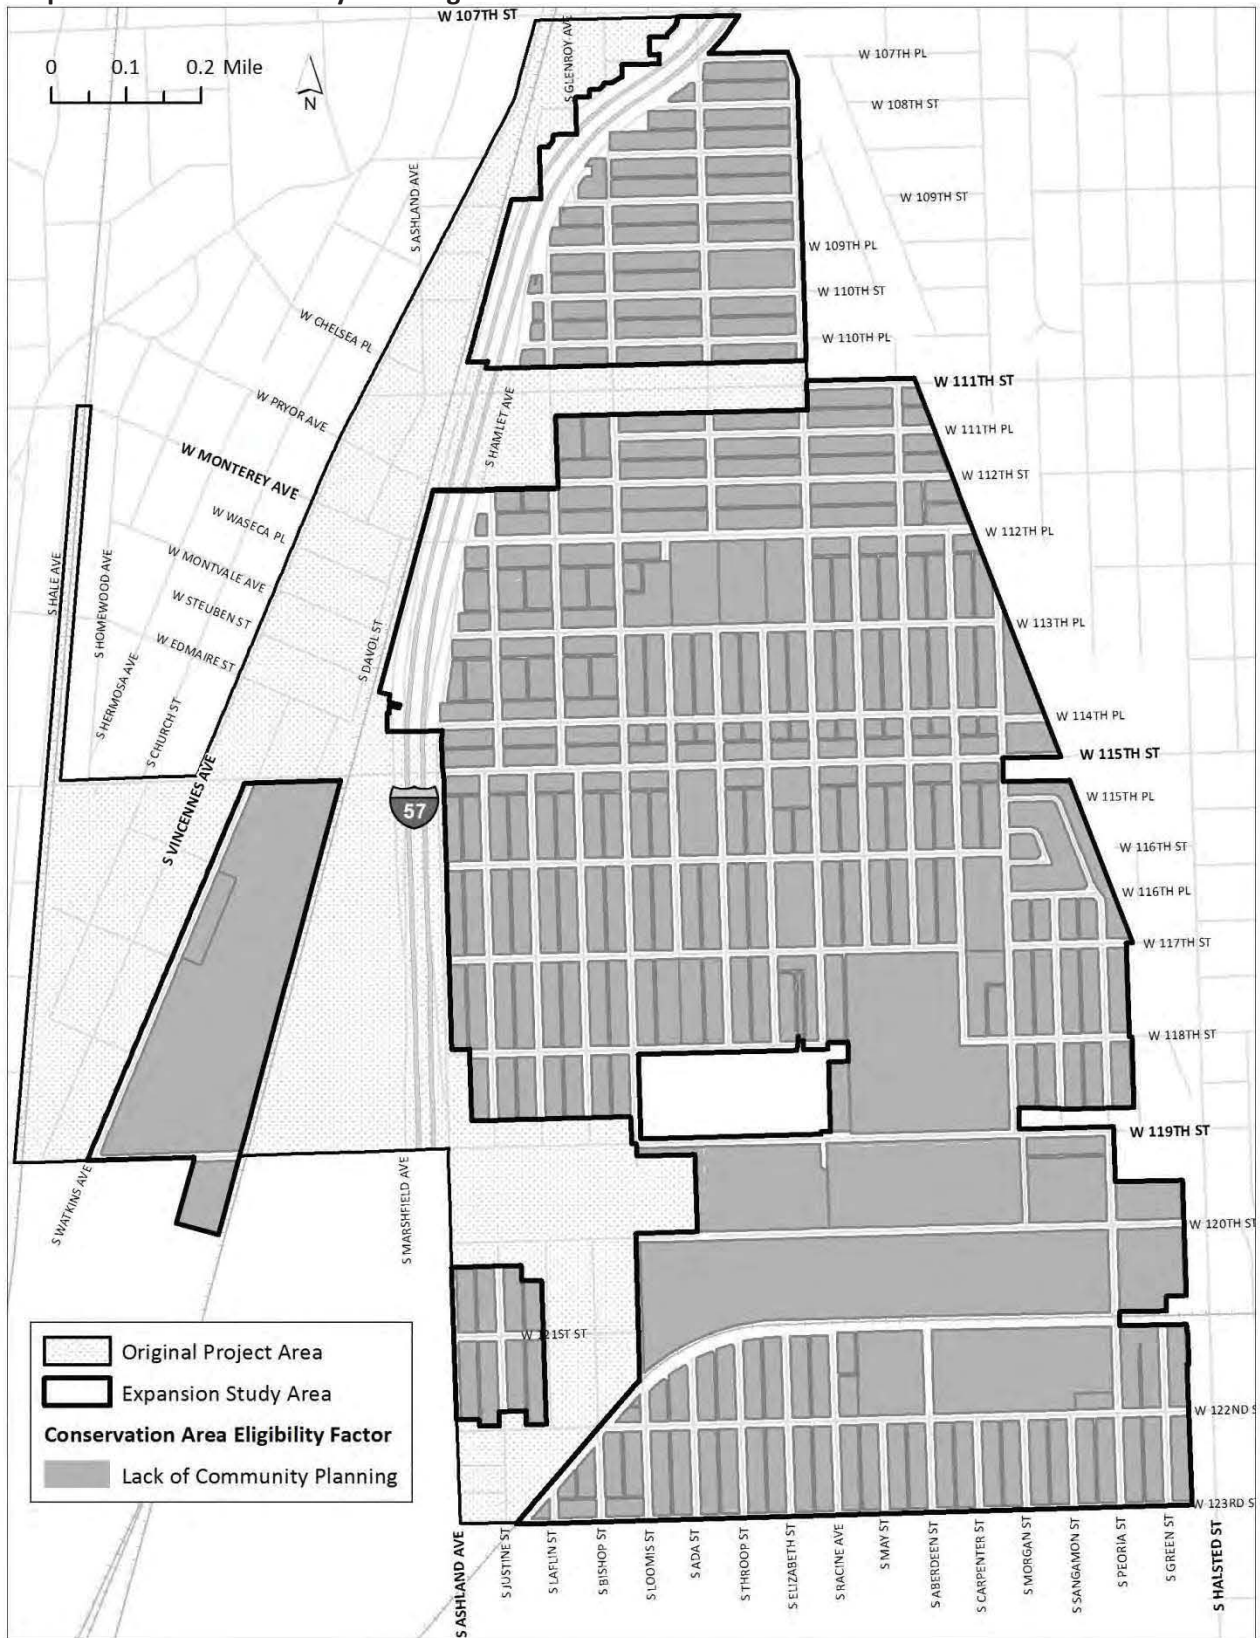 W 107TH ST
0 0.1 0.2 Mile
N
S GLENROY AVE
W 107TH PL
W 108TH ST
S ASHLAND AVE
W 109TH ST
W 109TH PL
W 110TH ST
W CHELSEA PL
W 110TH PL
W 111TH ST
W PRYOR AVE
S HAMLET AVE
W 111TH PL
W MONTEREY AVE
W 112TH ST
W WASECA PL
W 112TH PL
S HALE AVE
S HOMEWOOD AVE
W MONTVALE AVE
W STEUBEN ST
W 113TH PL
W EDMAIRE ST
S DAVOL ST
S HERMOSA AVE
S CHURCH ST
W 114TH PL
W 115TH ST
S VINCENNES AVE
57
W 115TH PL
W 116TH ST
W 116TH PL
W 117TH ST
W 118TH ST
W 119TH ST
S WATKINS AVE
S MARSHFIELD AVE
W 120TH ST
W 121ST ST
Original Project Area
Expansion Study Area
Conservation Area Eligibility Factor
Lack of Community Planning
W 122ND S
W 123RD S
S ASHLAND AVE
S JUSTINE ST
S LAFLIN ST
S BISHOP ST
S LOOMIS ST
S ADA ST
S THROOP ST
S ELIZABETH ST
S RACINE AVE
S MAY ST
S ABERDEEN ST
S CARPENTER ST
S MORGAN ST
S SANGAMON ST
S PEORIA ST
S GREEN ST
S HALSTED ST